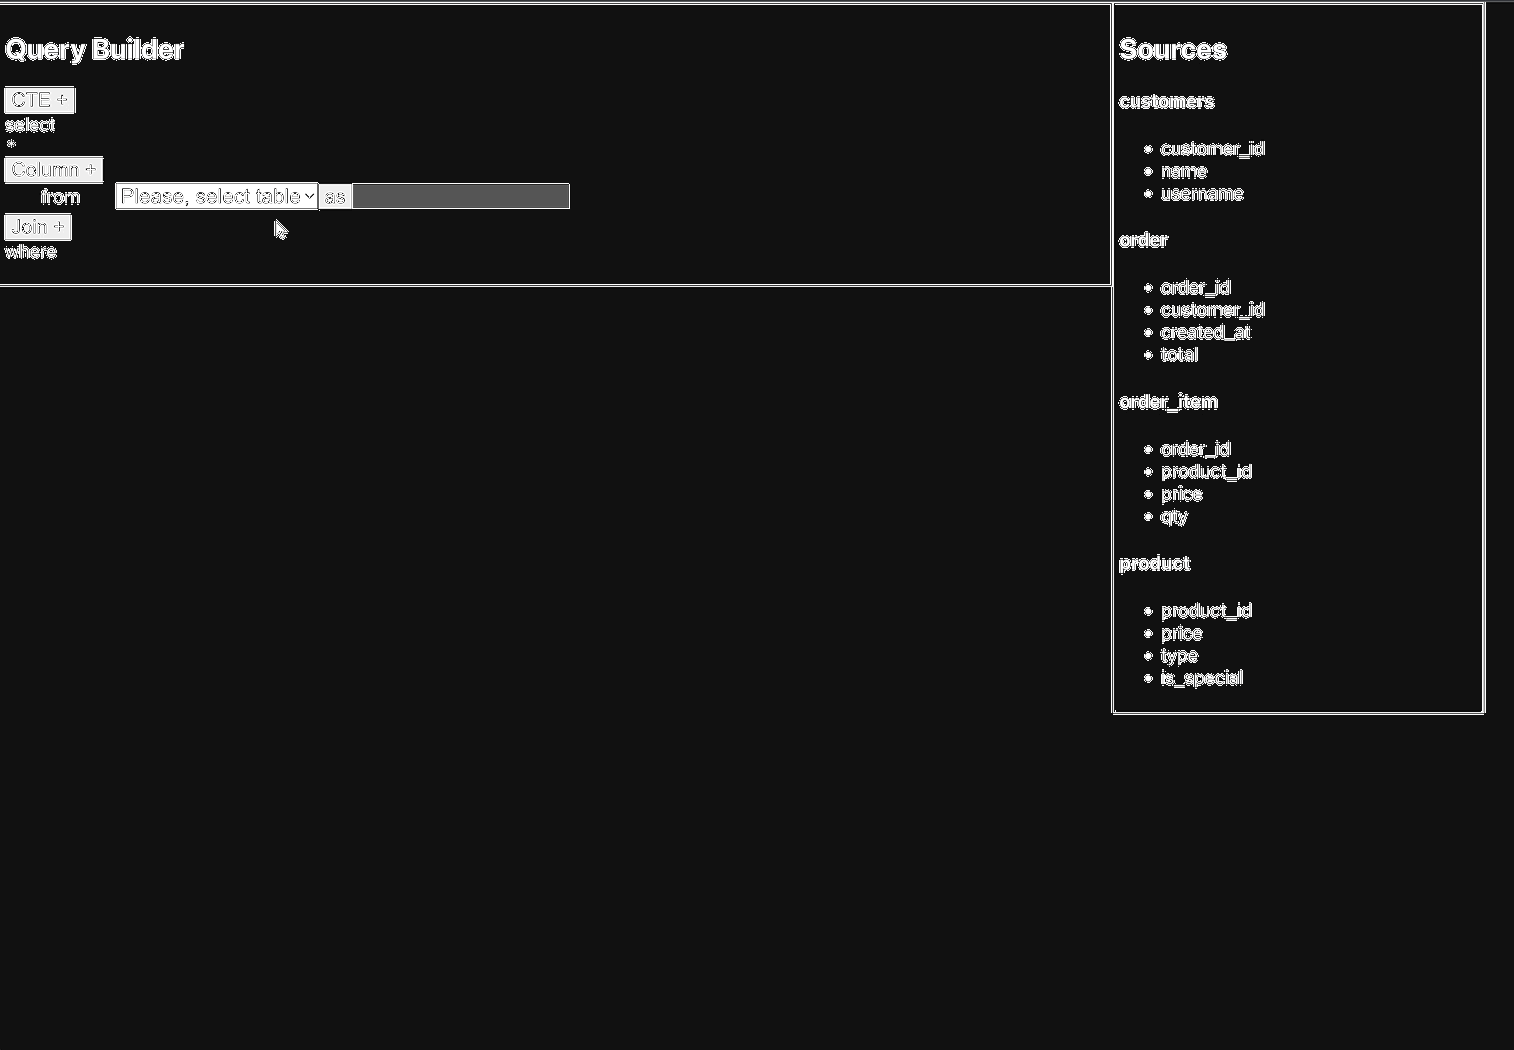 Query Builder
CTE +
select
*
Column +
from Please, select table as
Join +
where
Sources
customers
customer_id
name
username
order
order_id
customer_id
created_at
total
order_item
order_id
product_id
price
qty
product
product_id
price
type
is_special